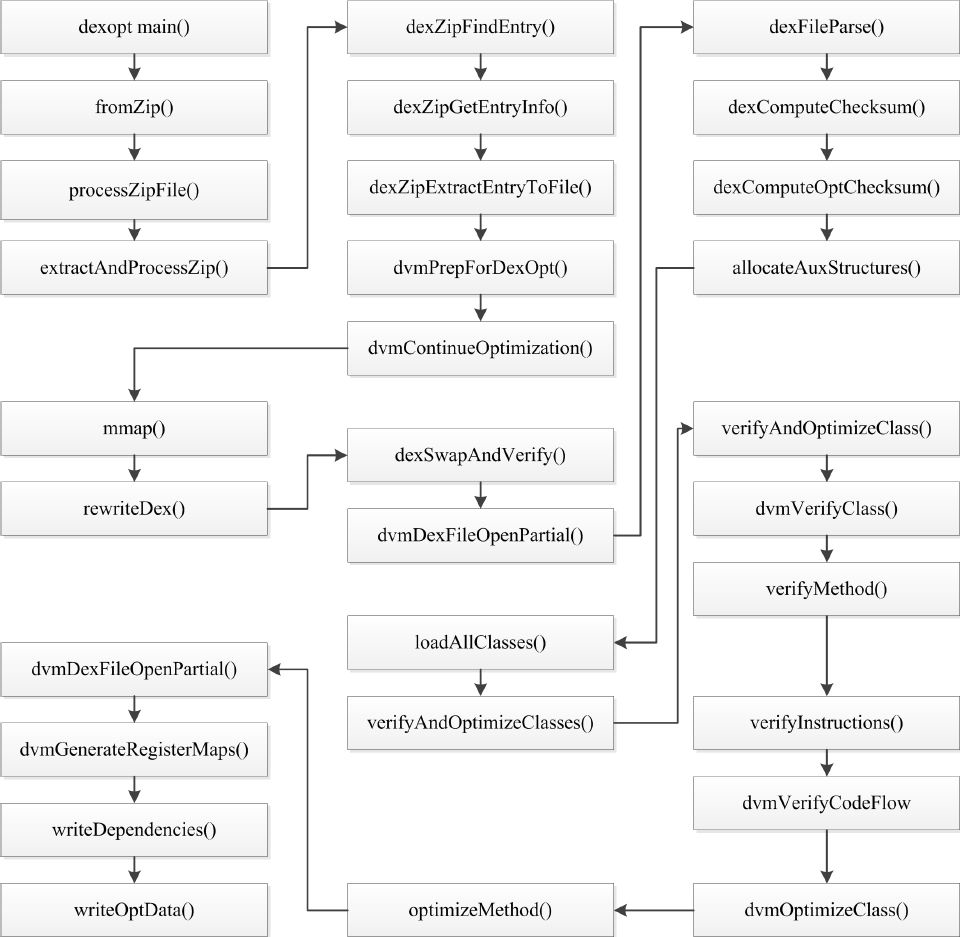 dexopt main()
fromZip()
processZipFile()
extractAndProcessZip()
dexZipFindEntry()
dexZipGetEntryInfo()
dexZipExtractEntryToFile()
dvmPrepForDexOpt()
dvmContinueOptimization()
mmap()
rewriteDex()
dexSwapAndVerify()
dvmDexFileOpenPartial()
dexFileParse()
dexComputeChecksum()
dexComputeOptChecksum()
allocateAuxStructures()
loadAllClasses()
verifyAndOptimizeClasses()
verifyAndOptimizeClass()
dvmVerifyClass()
verifyMethod()
verifyInstructions()
dvmVerifyCodeFlow
dvmOptimizeClass()
optimizeMethod()
dvmDexFileOpenPartial()
dvmGenerateRegisterMaps()
writeDependencies()
writeOptData()